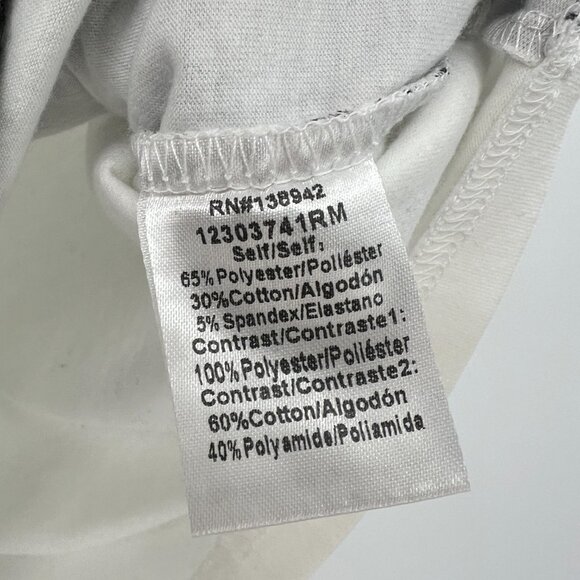 RN#138942
12303741RM
Self/Self:
65%Polyester/Poliéster
30%Cotton/Algodón
5% Spandex/Elastano
Contrast/Contraste1:
100%Polyester/Poliéster
Contrast/Contraste2:
60%Cotton/Algodón
40%Polyamide/Poliamida